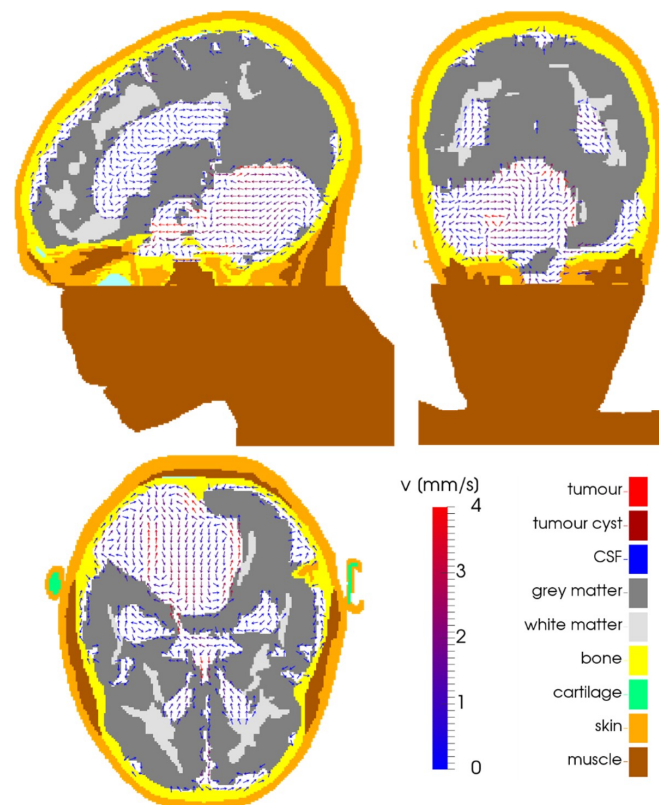 v (mm/s)
4
3
2
1
0
tumour
tumour cyst
CSF
grey matter
white matter
bone
cartilage
skin
muscle